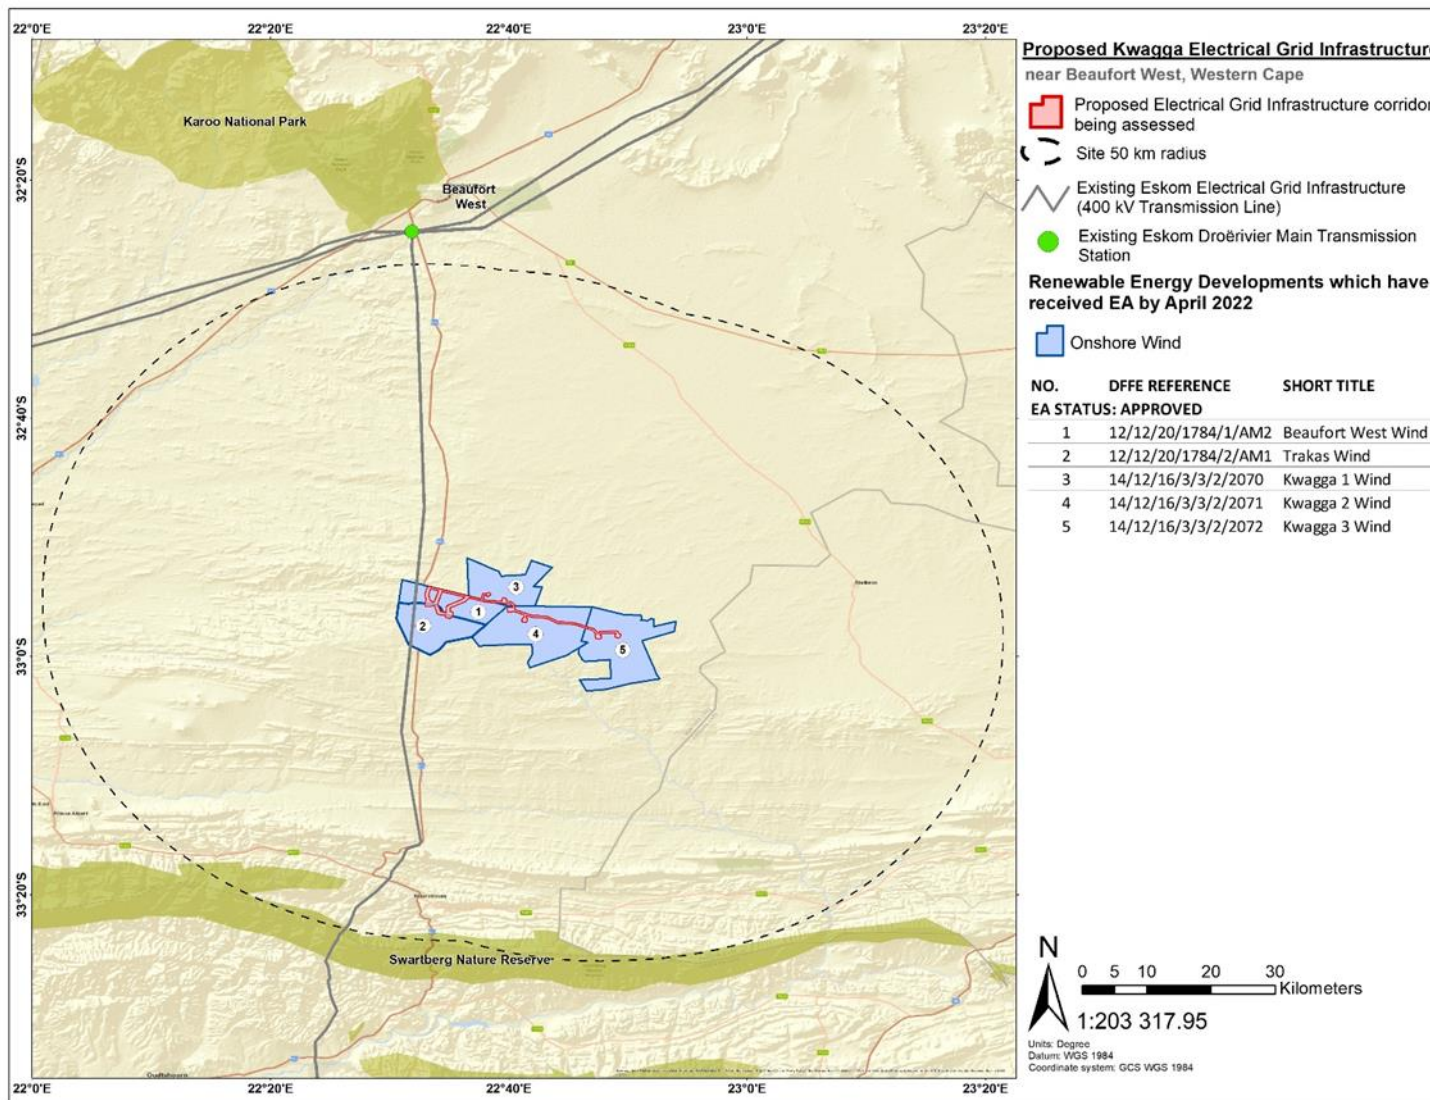 22°0'E 22°20'E 22°40'E 23°0'E 23°20'E
Karoo National Park
Beaufort
West
32°20'S
32°40'S
33°0'S
33°20'S
3
1
2
4
5
Swartberg Nature Reserve
22°0'E 22°20'E 22°40'E 23°0'E 23°20'E
Proposed Kwagga Electrical Grid Infrastructure
near Beaufort West, Western Cape
Proposed Electrical Grid Infrastructure corridor
being assessed
Site 50 km radius
Existing Eskom Electrical Grid Infrastructure
(400 kV Transmission Line)
Existing Eskom Droërivier Main Transmission
Station
Renewable Energy Developments which have
received EA by April 2022
Onshore Wind
NO. DFFE REFERENCE SHORT TITLE
EA STATUS: APPROVED
1 12/12/20/1784/1/AM2 Beaufort West Wind
2 12/12/20/1784/2/AM1 Trakas Wind
3 14/12/16/3/3/2/2070 Kwagga 1 Wind
4 14/12/16/3/3/2/2071 Kwagga 2 Wind
5 14/12/16/3/3/2/2072 Kwagga 3 Wind
N
0 5 10 20 30
Kilometers
1:203 317.95
Units: Degree
Datum: WGS 1984
Coordinate system: GCS WGS 1984